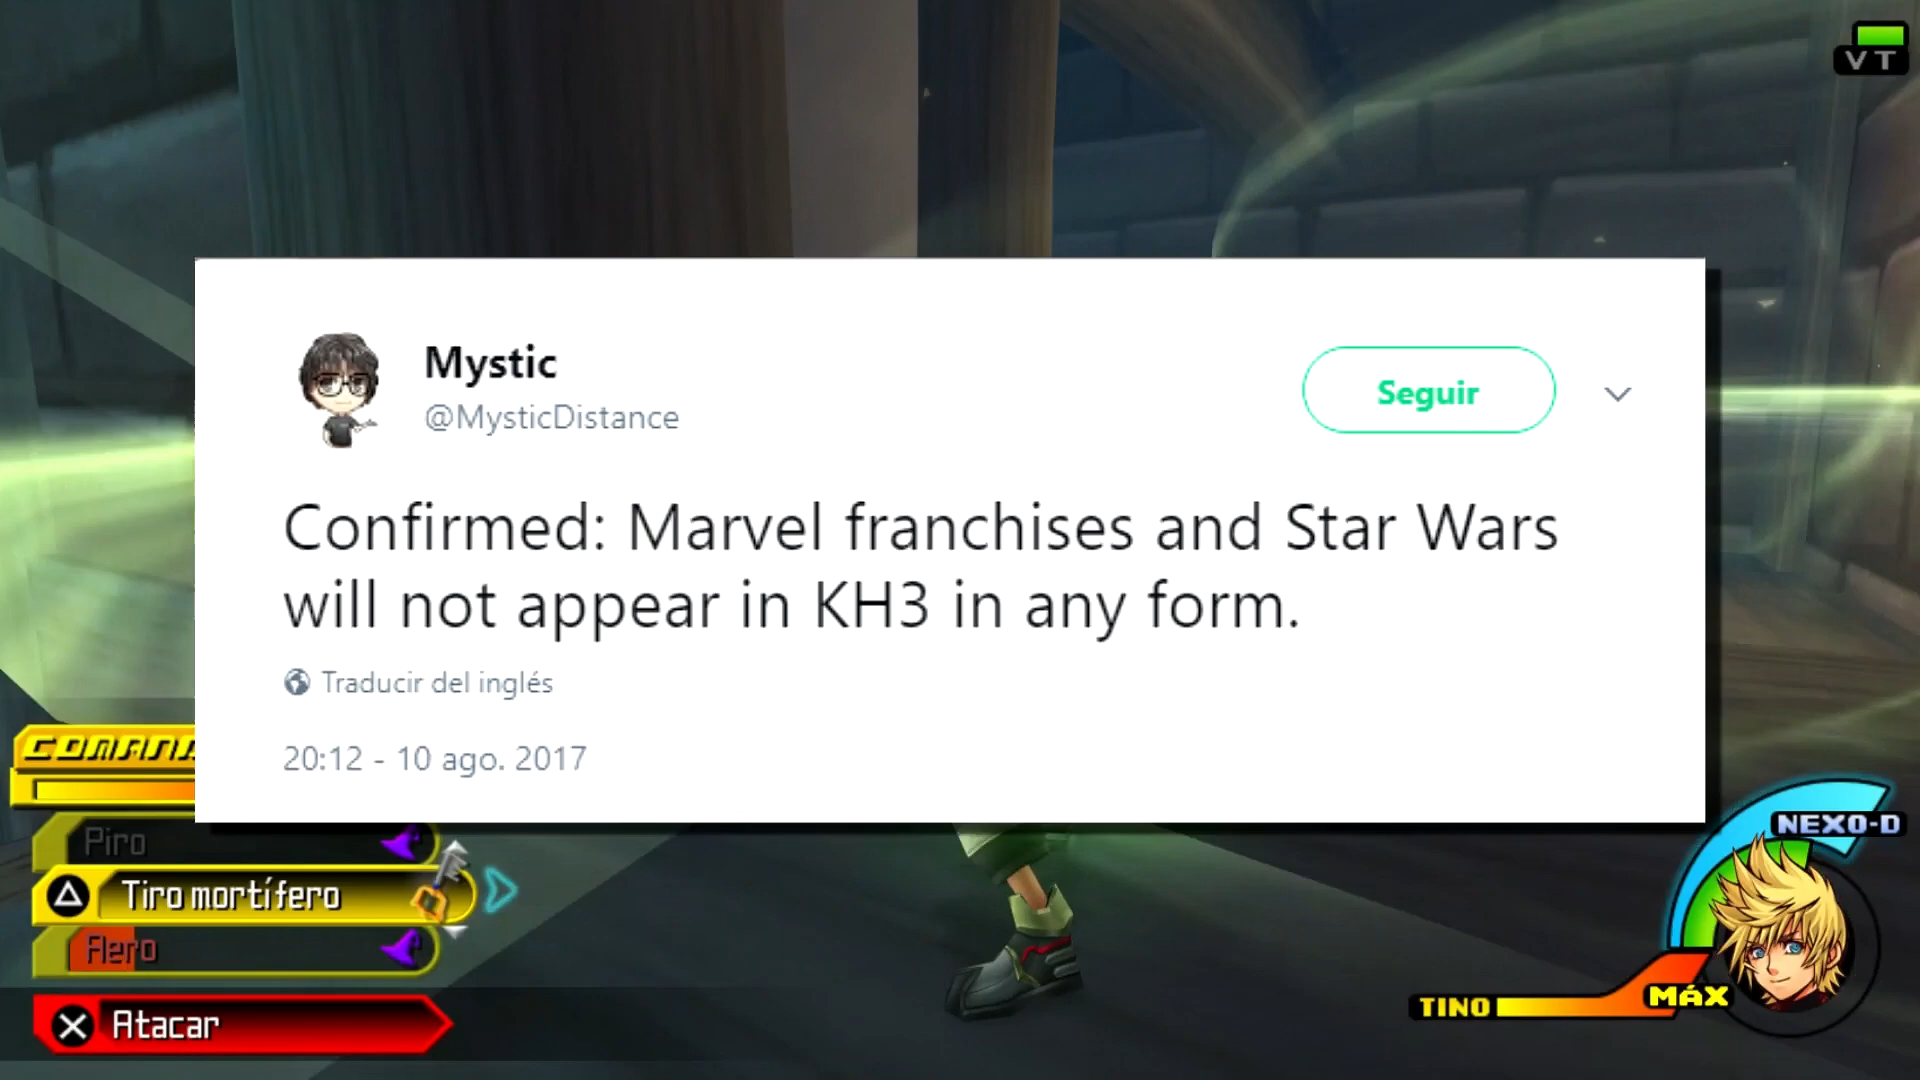 VT
Mystic
@MysticDistance
Seguir
Confirmed: Marvel franchises and Star Wars
will not appear in KH3 in any form.
Traducir del inglés
20:12 - 10 ago. 2017
COMANA
Piro
Tiro mortífero
Aero
Atacar
NEXO-D
TINO
MÁX